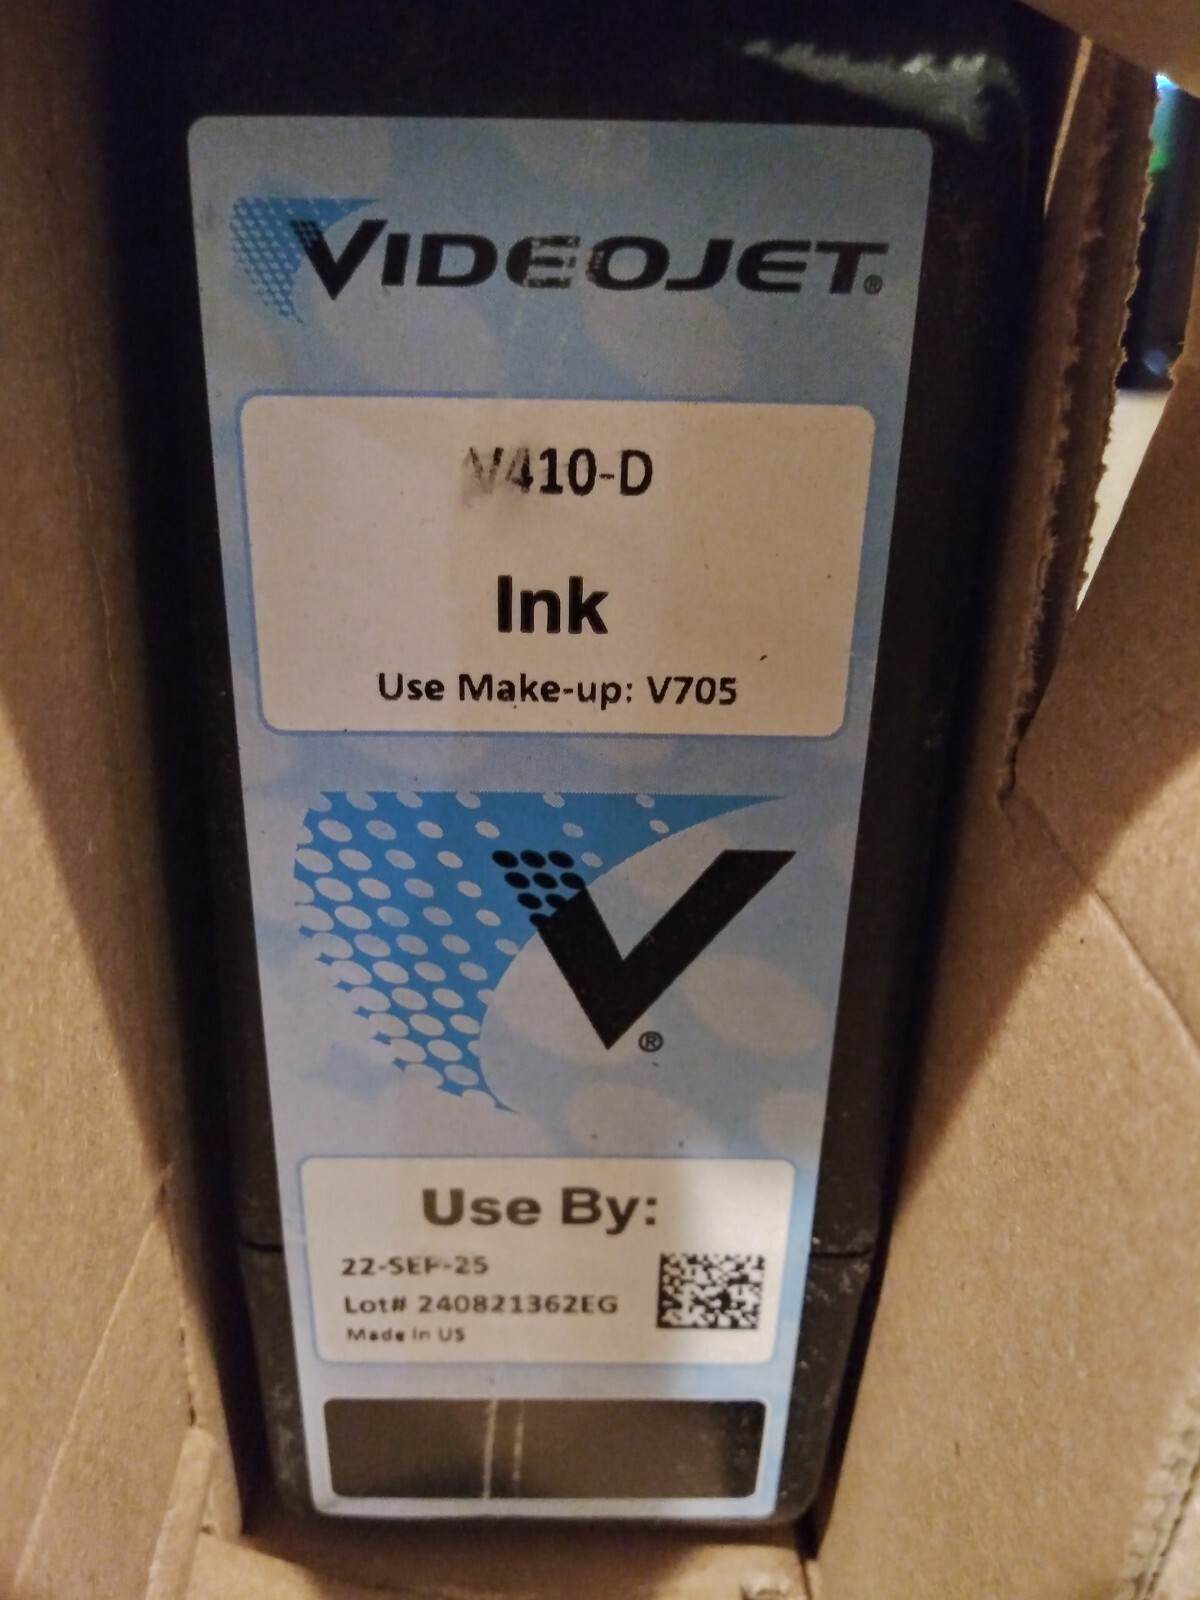 VIDEOJET®
V410-D
Ink
Use Make-up: V705
V®
Use By:
22-SEP-25
Lot# 240821362EG
Made In US